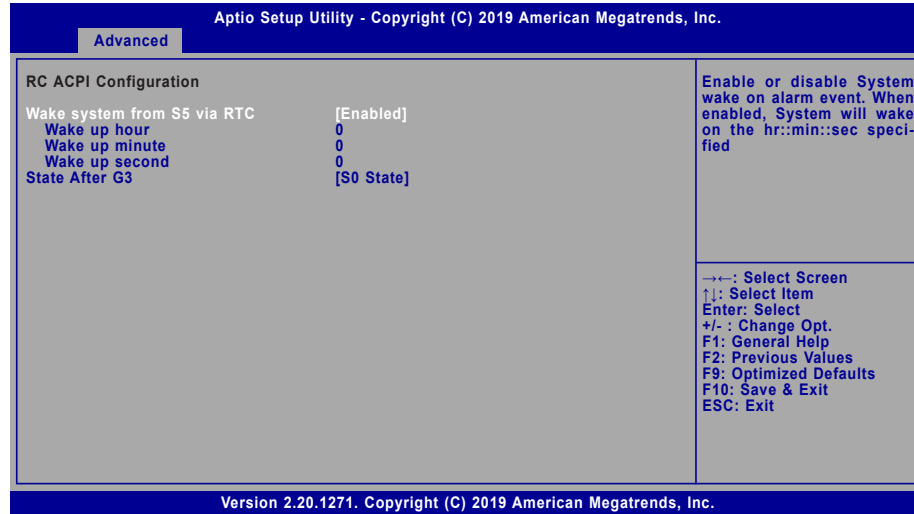 Aptio Setup Utility - Copyright (C) 2019 American Megatrends, Inc.
Advanced
RC ACPI Configuration
Wake system from S5 via RTC [Enabled]
Wake up hour 0
Wake up minute 0
Wake up second 0
State After G3 [S0 State]
Enable or disable System
wake on alarm event. When
enabled, System will wake
on the hr::min::sec speci-
fied
→←: Select Screen
↑↓: Select Item
Enter: Select
+/- : Change Opt.
F1: General Help
F2: Previous Values
F9: Optimized Defaults
F10: Save & Exit
ESC: Exit
Version 2.20.1271. Copyright (C) 2019 American Megatrends, Inc.